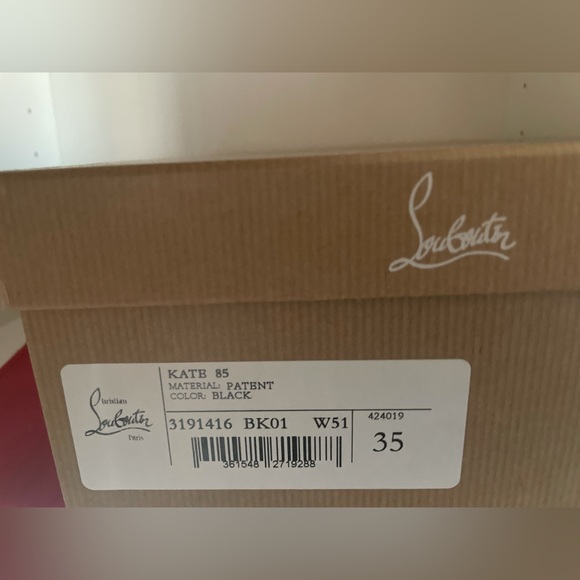 Louboutin
KATE 85
MATERIAL: PATENT
COLOR: BLACK
Christian
Louboutin
Paris
3191416 BK01 W51
424019
35
361548 2719288